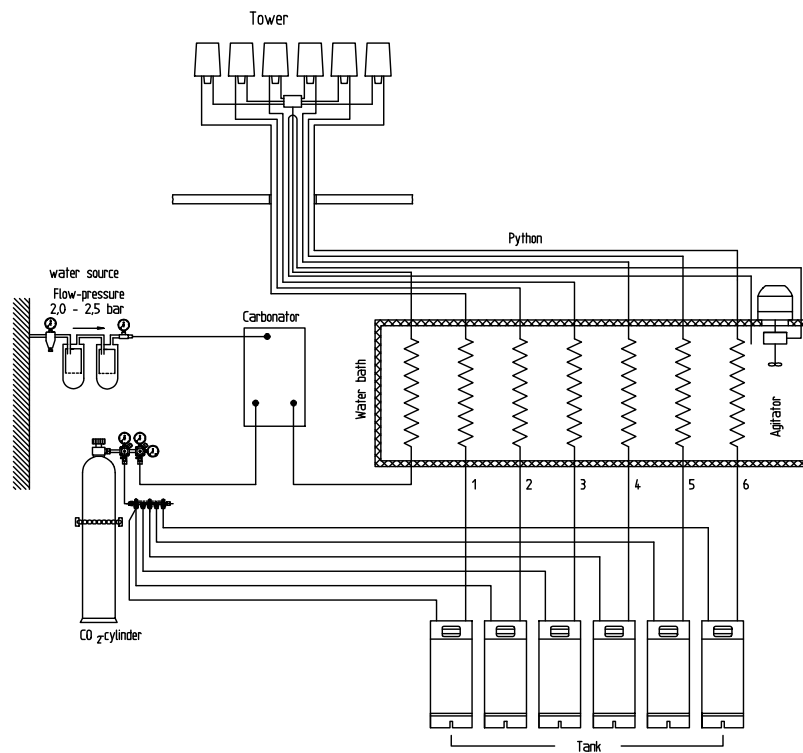 Tower
Python
water source
Flow-pressure
2,0 - 2,5 bar
Carbonator
Water bath
Agitator
1 2 3 4 5 6
CO 2-cylinder
Tank